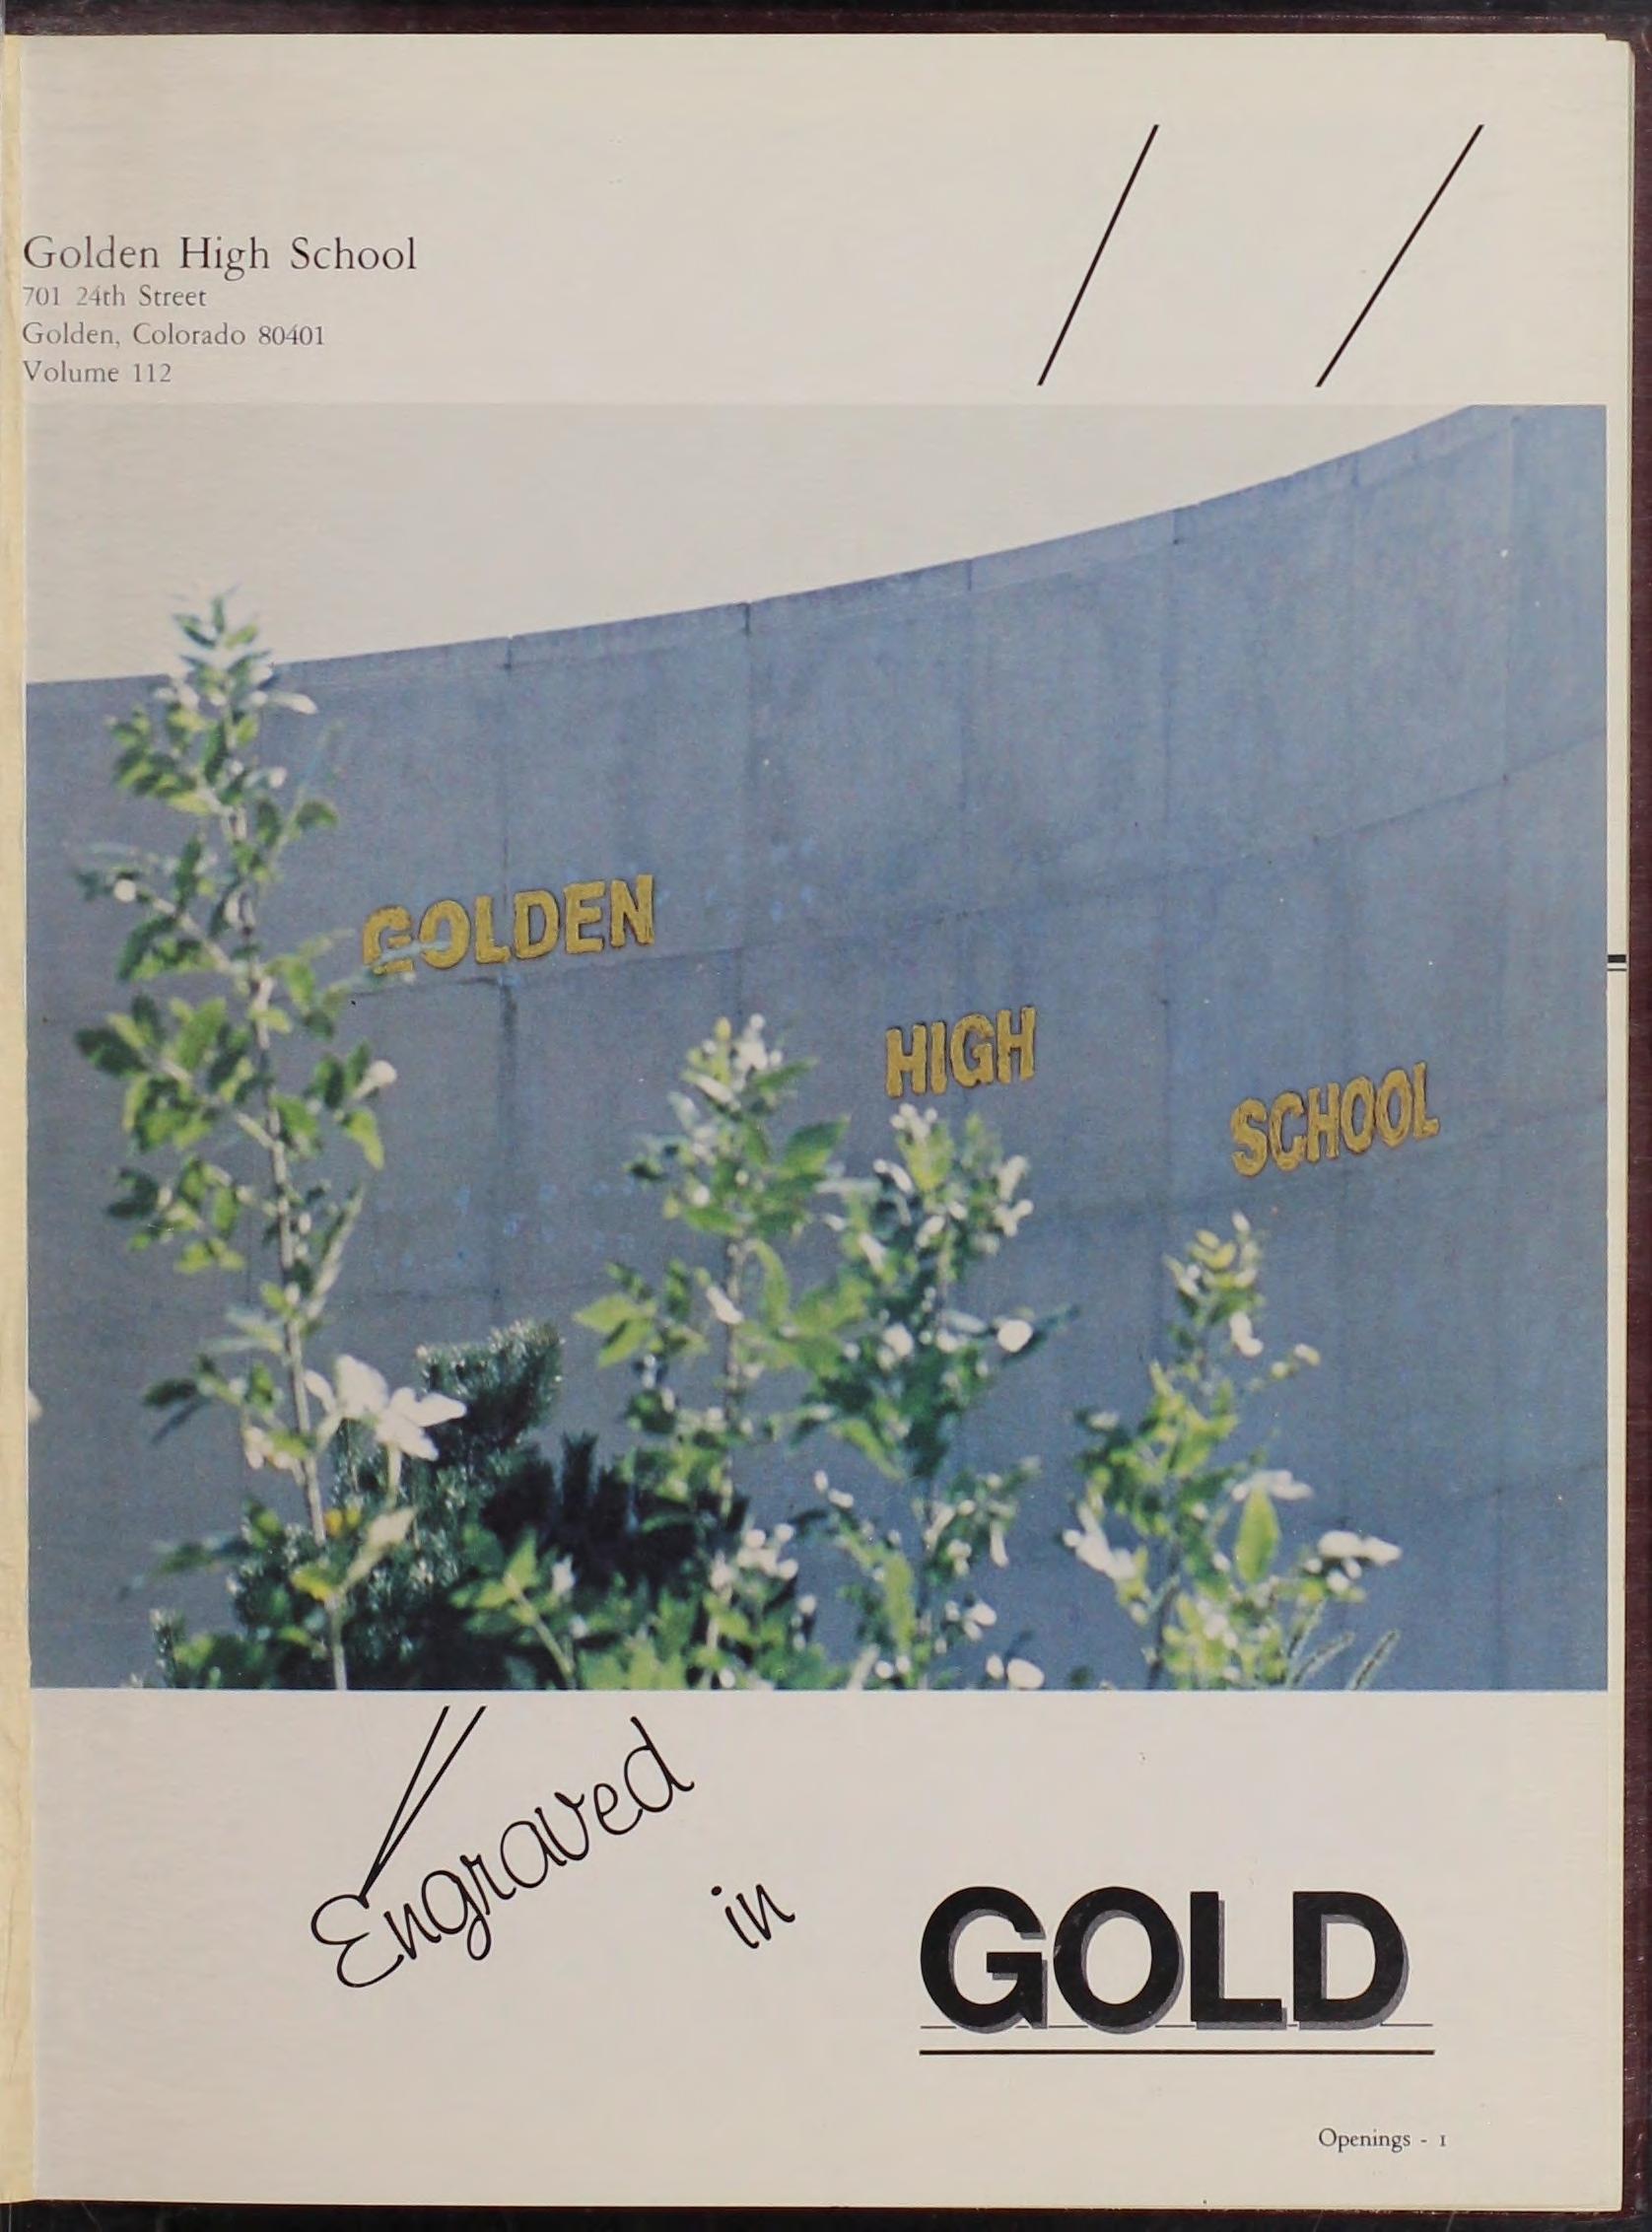 Golden High School
701 24th Street
Golden, Colorado 80401
Volume 112
GOLDEN
HIGH
SCHOOL
Engraved
in
GOLD
Openings - 1